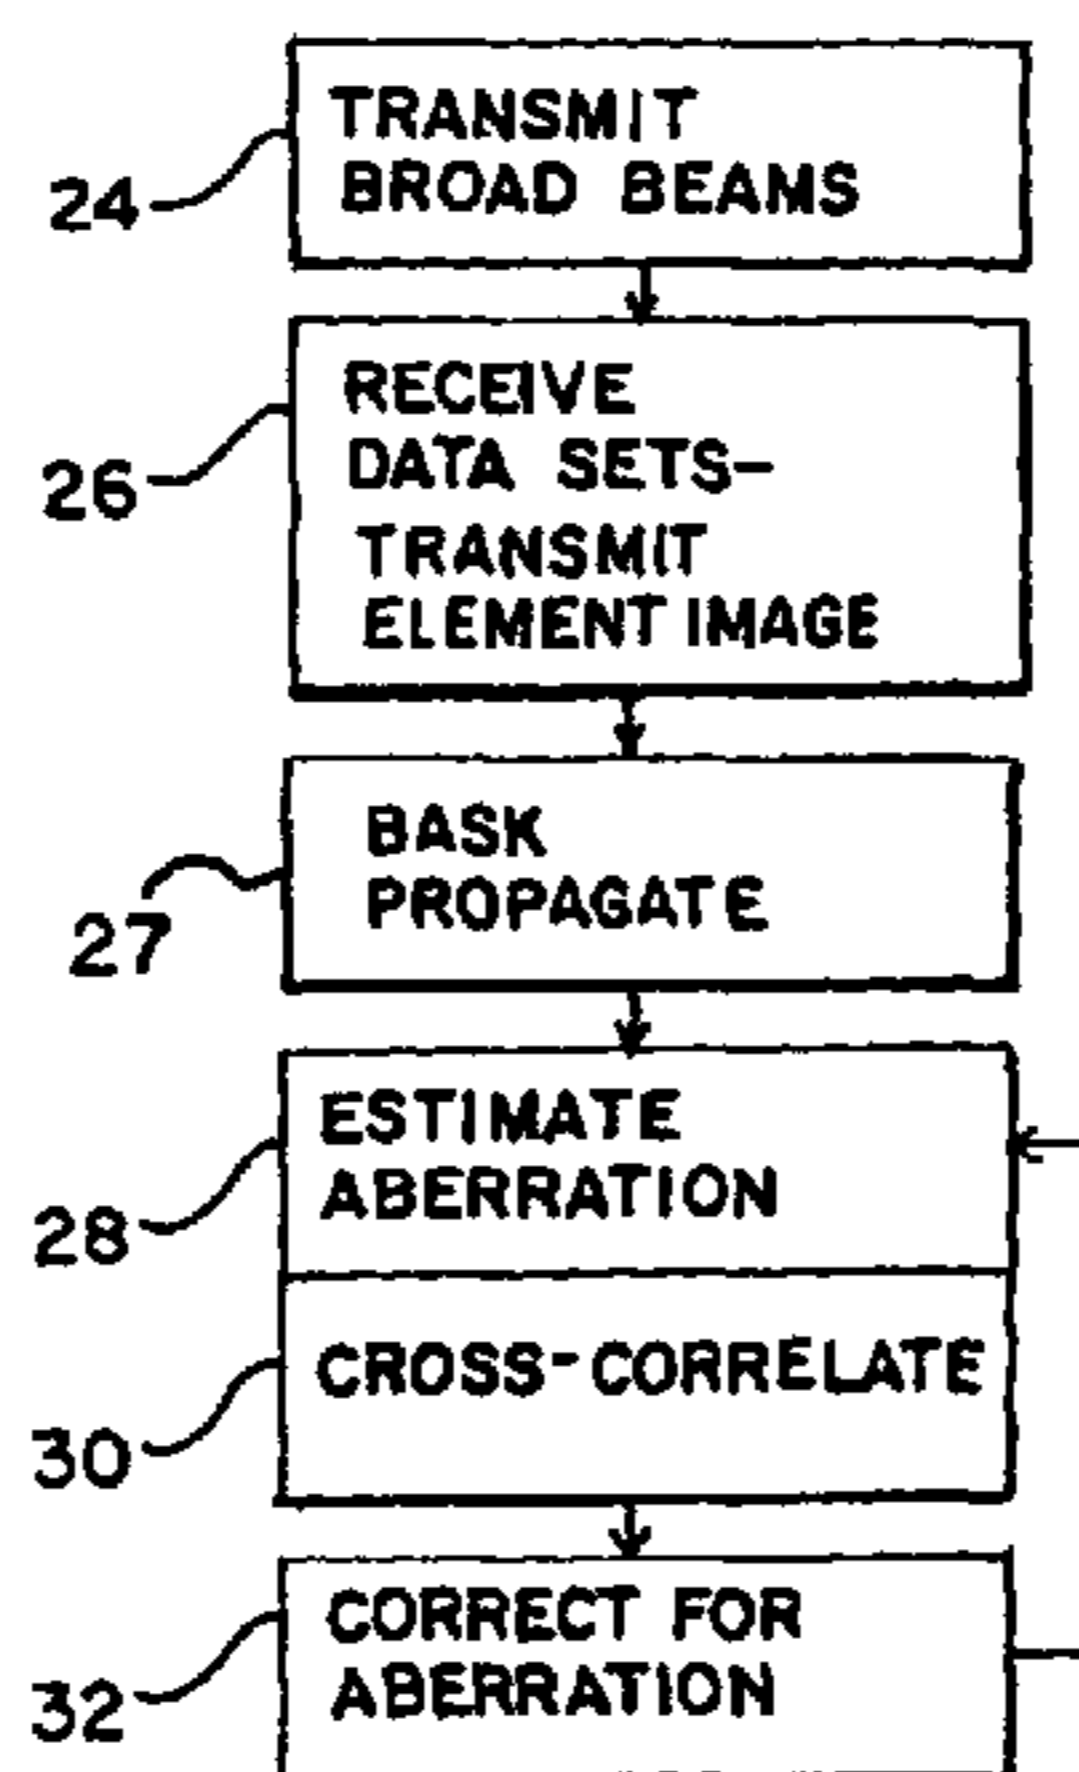 TRANSMIT
BROAD BEAMS
24
RECEIVE
DATA SETS-
TRANSMIT
ELEMENT IMAGE
26
BASK
PROPAGATE
27
ESTIMATE
ABERRATION
28
CROSS-CORRELATE
30
CORRECT FOR
ABERRATION
32